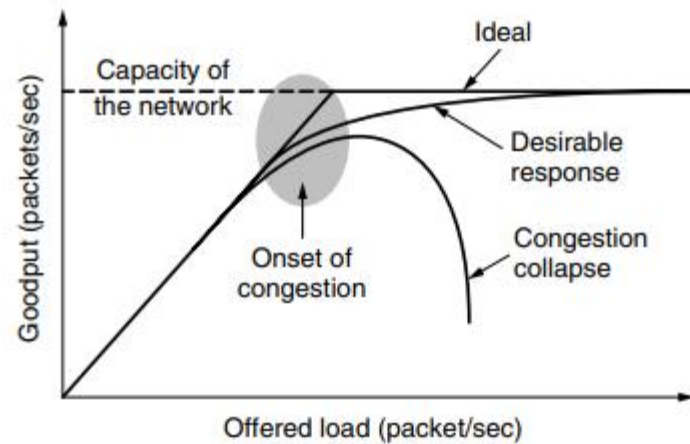 Ideal
Capacity of
the network
Desirable
response
Onset of
congestion
Congestion
collapse
Goodput (packets/sec)
Offered load (packet/sec)